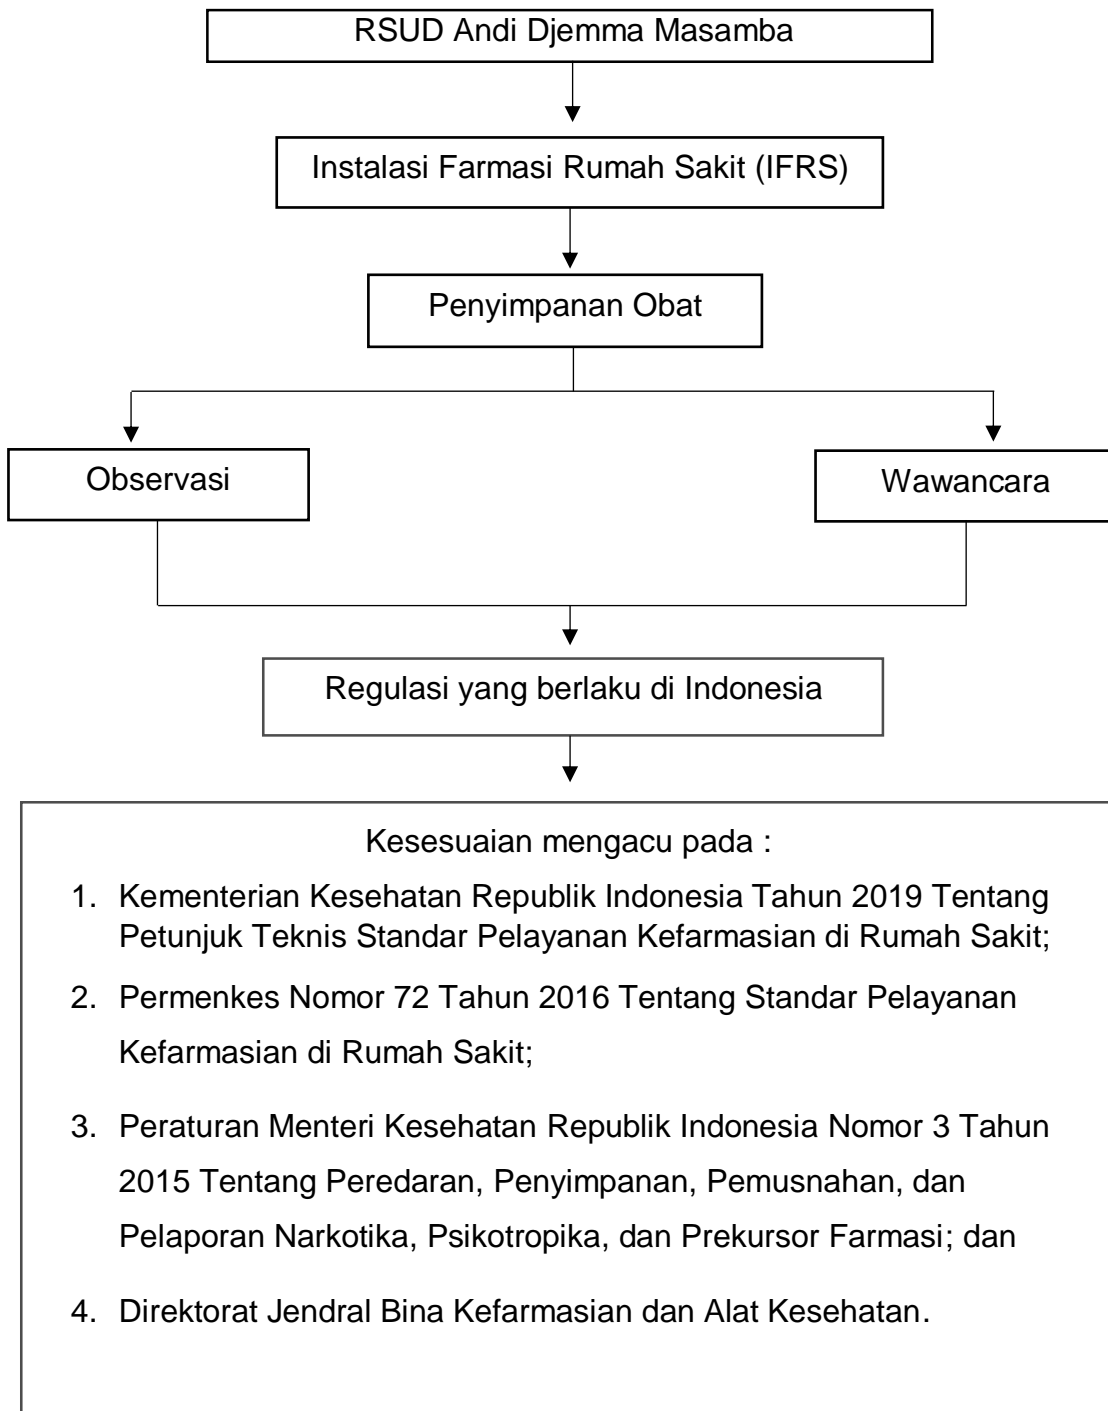 RSUD Andi Djemma Masamba
Instalasi Farmasi Rumah Sakit (IFRS)
Penyimpanan Obat
Observasi
Wawancara
Regulasi yang berlaku di Indonesia
Kesesuaian mengacu pada :
1. Kementerian Kesehatan Republik Indonesia Tahun 2019 Tentang
Petunjuk Teknis Standar Pelayanan Kefarmasian di Rumah Sakit;
2. Permenkes Nomor 72 Tahun 2016 Tentang Standar Pelayanan
Kefarmasian di Rumah Sakit;
3. Peraturan Menteri Kesehatan Republik Indonesia Nomor 3 Tahun
2015 Tentang Peredaran, Penyimpanan, Pemusnahan, dan
Pelaporan Narkotika, Psikotropika, dan Prekursor Farmasi; dan
4. Direktorat Jendral Bina Kefarmasian dan Alat Kesehatan.